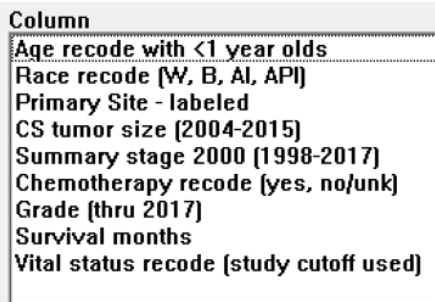 Column
Age recode with <1 year olds
Race recode (W, B, AI, API)
Primary Site - labeled
CS tumor size (2004-2015)
Summary stage 2000 (1998-2017)
Chemotherapy recode (yes, no/unk)
Grade (thru 2017)
Survival months
Vital status recode (study cutoff used)